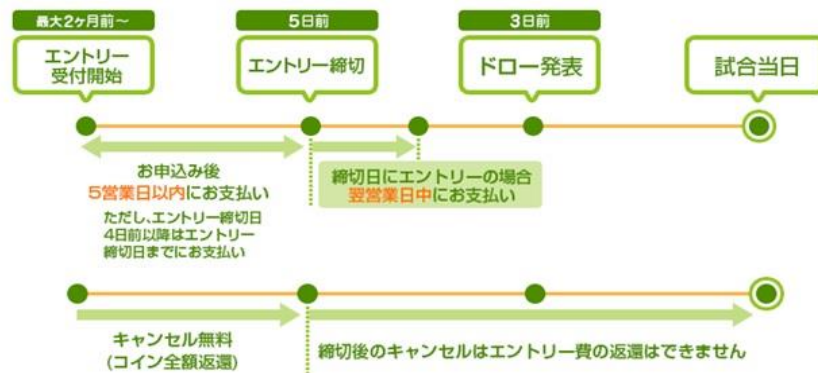 最大2ヶ月前～
5日前
3日前
エントリー
受付開始
エントリー締切
ドロー発表
試合当日
お申込み後
5営業日以内にお支払い
ただし、エントリー締切日
4日前以降はエントリー
締切日までにお支払い
締切日にエントリーの場合
翌営業日中にお支払い
キャンセル無料
(コイン全額返還)
締切後のキャンセルはエントリー費の返還はできません